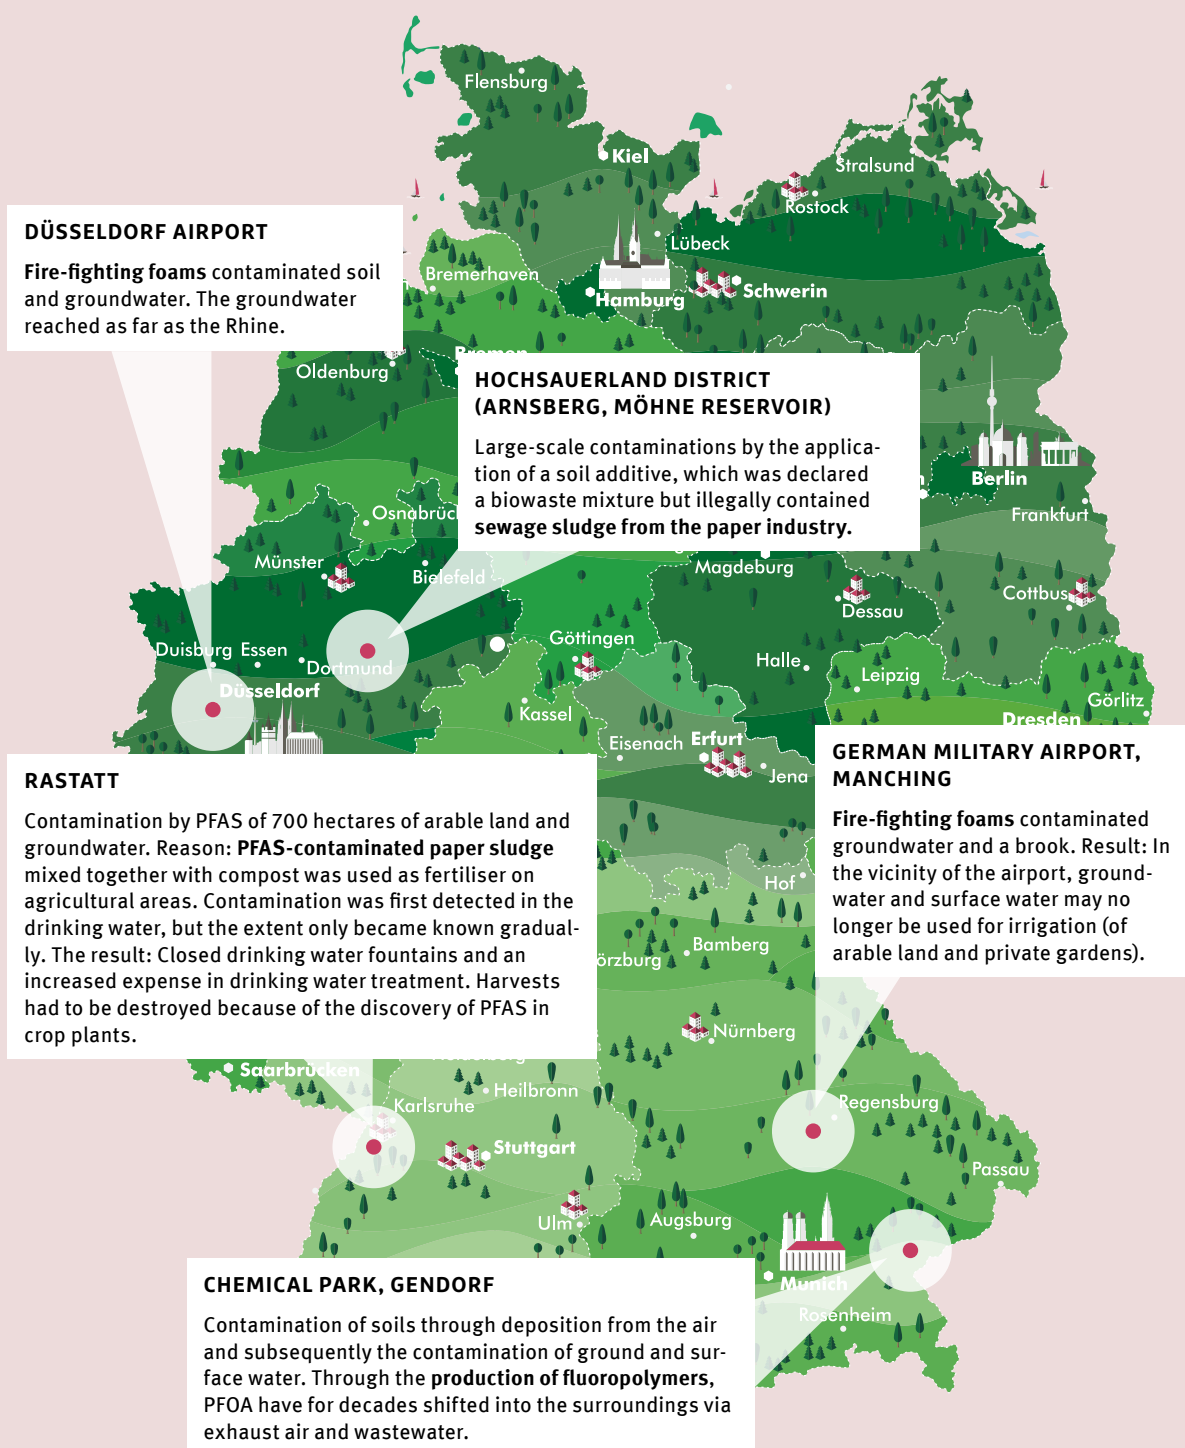 Flensburg
Kiel
Stralsund
Rostock
DÜSSELDORF AIRPORT
Fire-fighting foams contaminated soil
and groundwater. The groundwater
reached as far as the Rhine.
Lübeck
Bremerhaven
Hamburg
Schwerin
Oldenburg
Bremen
HOCHSAUERLAND DISTRICT
(ARNSBERG, MÖHNE RESERVOIR)
Large-scale contaminations by the applica-
tion of a soil additive, which was declared
a biowaste mixture but illegally contained
sewage sludge from the paper industry.
Berlin
Frankfurt
Osnabrüc
Münster
Bielefeld
Magdeburg
Dessau
Cottbus
Göttingen
Duisburg Essen
Dortmund
Halle
Leipzig
Düsseldorf
Kassel
Görlitz
Dresden
Eisenach
Erfurt
Jena
RASTATT
Contamination by PFAS of 700 hectares of arable land and
groundwater. Reason: PFAS-contaminated paper sludge
mixed together with compost was used as fertiliser on
agricultural areas. Contamination was first detected in the
drinking water, but the extent only became known gradual-
ly. The result: Closed drinking water fountains and an
increased expense in drinking water treatment. Harvests
had to be destroyed because of the discovery of PFAS in
crop plants.
GERMAN MILITARY AIRPORT,
MANCHING
Fire-fighting foams contaminated
groundwater and a brook. Result: In
the vicinity of the airport, ground-
water and surface water may no
longer be used for irrigation (of
arable land and private gardens).
Hof
Bamberg
örzburg
Nürnberg
Saarbrücken
Heilbronn
Karlsruhe
Regensburg
Stuttgart
Passau
Ulm
Augsburg
Munich
Rosenheim
CHEMICAL PARK, GENDORF
Contamination of soils through deposition from the air
and subsequently the contamination of ground and sur-
face water. Through the production of fluoropolymers,
PFOA have for decades shifted into the surroundings via
exhaust air and wastewater.